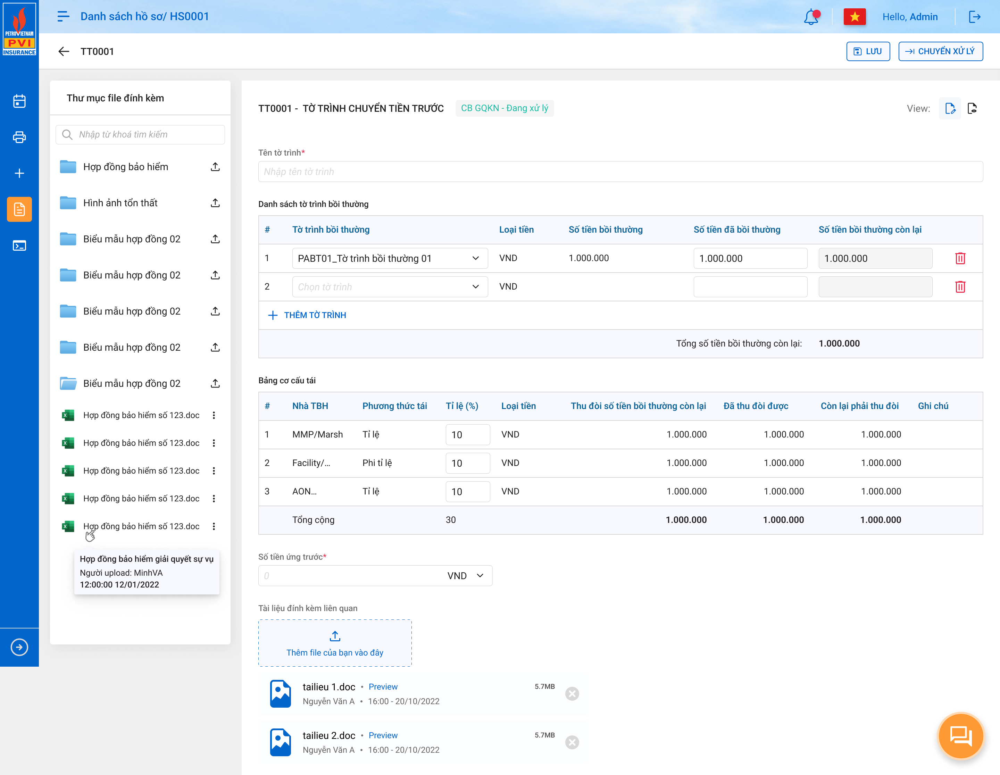 PETROVIETNAM
PVI
INSURANCE
Danh sách hồ sơ/ HS0001
Hello, Admin
TT0001
LƯU
CHUYỂN XỬ LÝ
Thư mục file đính kèm
Nhập từ khoá tìm kiếm
Hợp đồng bảo hiểm
Hình ảnh tổn thất
Biểu mẫu hợp đồng 02
Biểu mẫu hợp đồng 02
Biểu mẫu hợp đồng 02
Biểu mẫu hợp đồng 02
Biểu mẫu hợp đồng 02
Hợp đồng bảo hiểm số 123.doc
Hợp đồng bảo hiểm số 123.doc
Hợp đồng bảo hiểm số 123.doc
Hợp đồng bảo hiểm số 123.doc
Hợp đồng bảo hiểm số 123.doc
Hợp đồng bảo hiểm giải quyết sự vụ
Người upload: MinhVA
12:00:00 12/01/2022
TT0001 - TỜ TRÌNH CHUYỂN TIỀN TRƯỚC CB GQKN - Đang xử lý View:
Tên tờ trình*
Nhập tên tờ trình
Danh sách tờ trình bồi thường
# Tờ trình bồi thường Loại tiền Số tiền bồi thường Số tiền đã bồi thường Số tiền bồi thường còn lại
1 PABT01_Tờ trình bồi thường 01 VND 1.000.000 1.000.000 1.000.000
2 Chọn tờ trình VND
THÊM TỜ TRÌNH
Tổng số tiền bồi thường còn lại: 1.000.000
Bảng cơ cấu tái
# Nhà TBH Phương thức tái Tỉ lệ (%) Loại tiền Thu đòi số tiền bồi thường còn lại Đã thu đòi được Còn lại phải thu đòi Ghi chú
1 MMP/Marsh Tỉ lệ 10 VND 1.000.000 1.000.000 1.000.000
2 Facility/... Phi tỉ lệ 10 VND 1.000.000 1.000.000 1.000.000
3 AON... Tỉ lệ 10 VND 1.000.000 1.000.000 1.000.000
Tổng cộng 30 1.000.000 1.000.000 1.000.000
Số tiền ứng trước*
0 VND
Tài liệu đính kèm liên quan
Thêm file của bạn vào đây
tailieu 1.doc • Preview 5.7MB
Nguyễn Văn A • 16:00 - 20/10/2022
tailieu 2.doc • Preview 5.7MB
Nguyễn Văn A • 16:00 - 20/10/2022